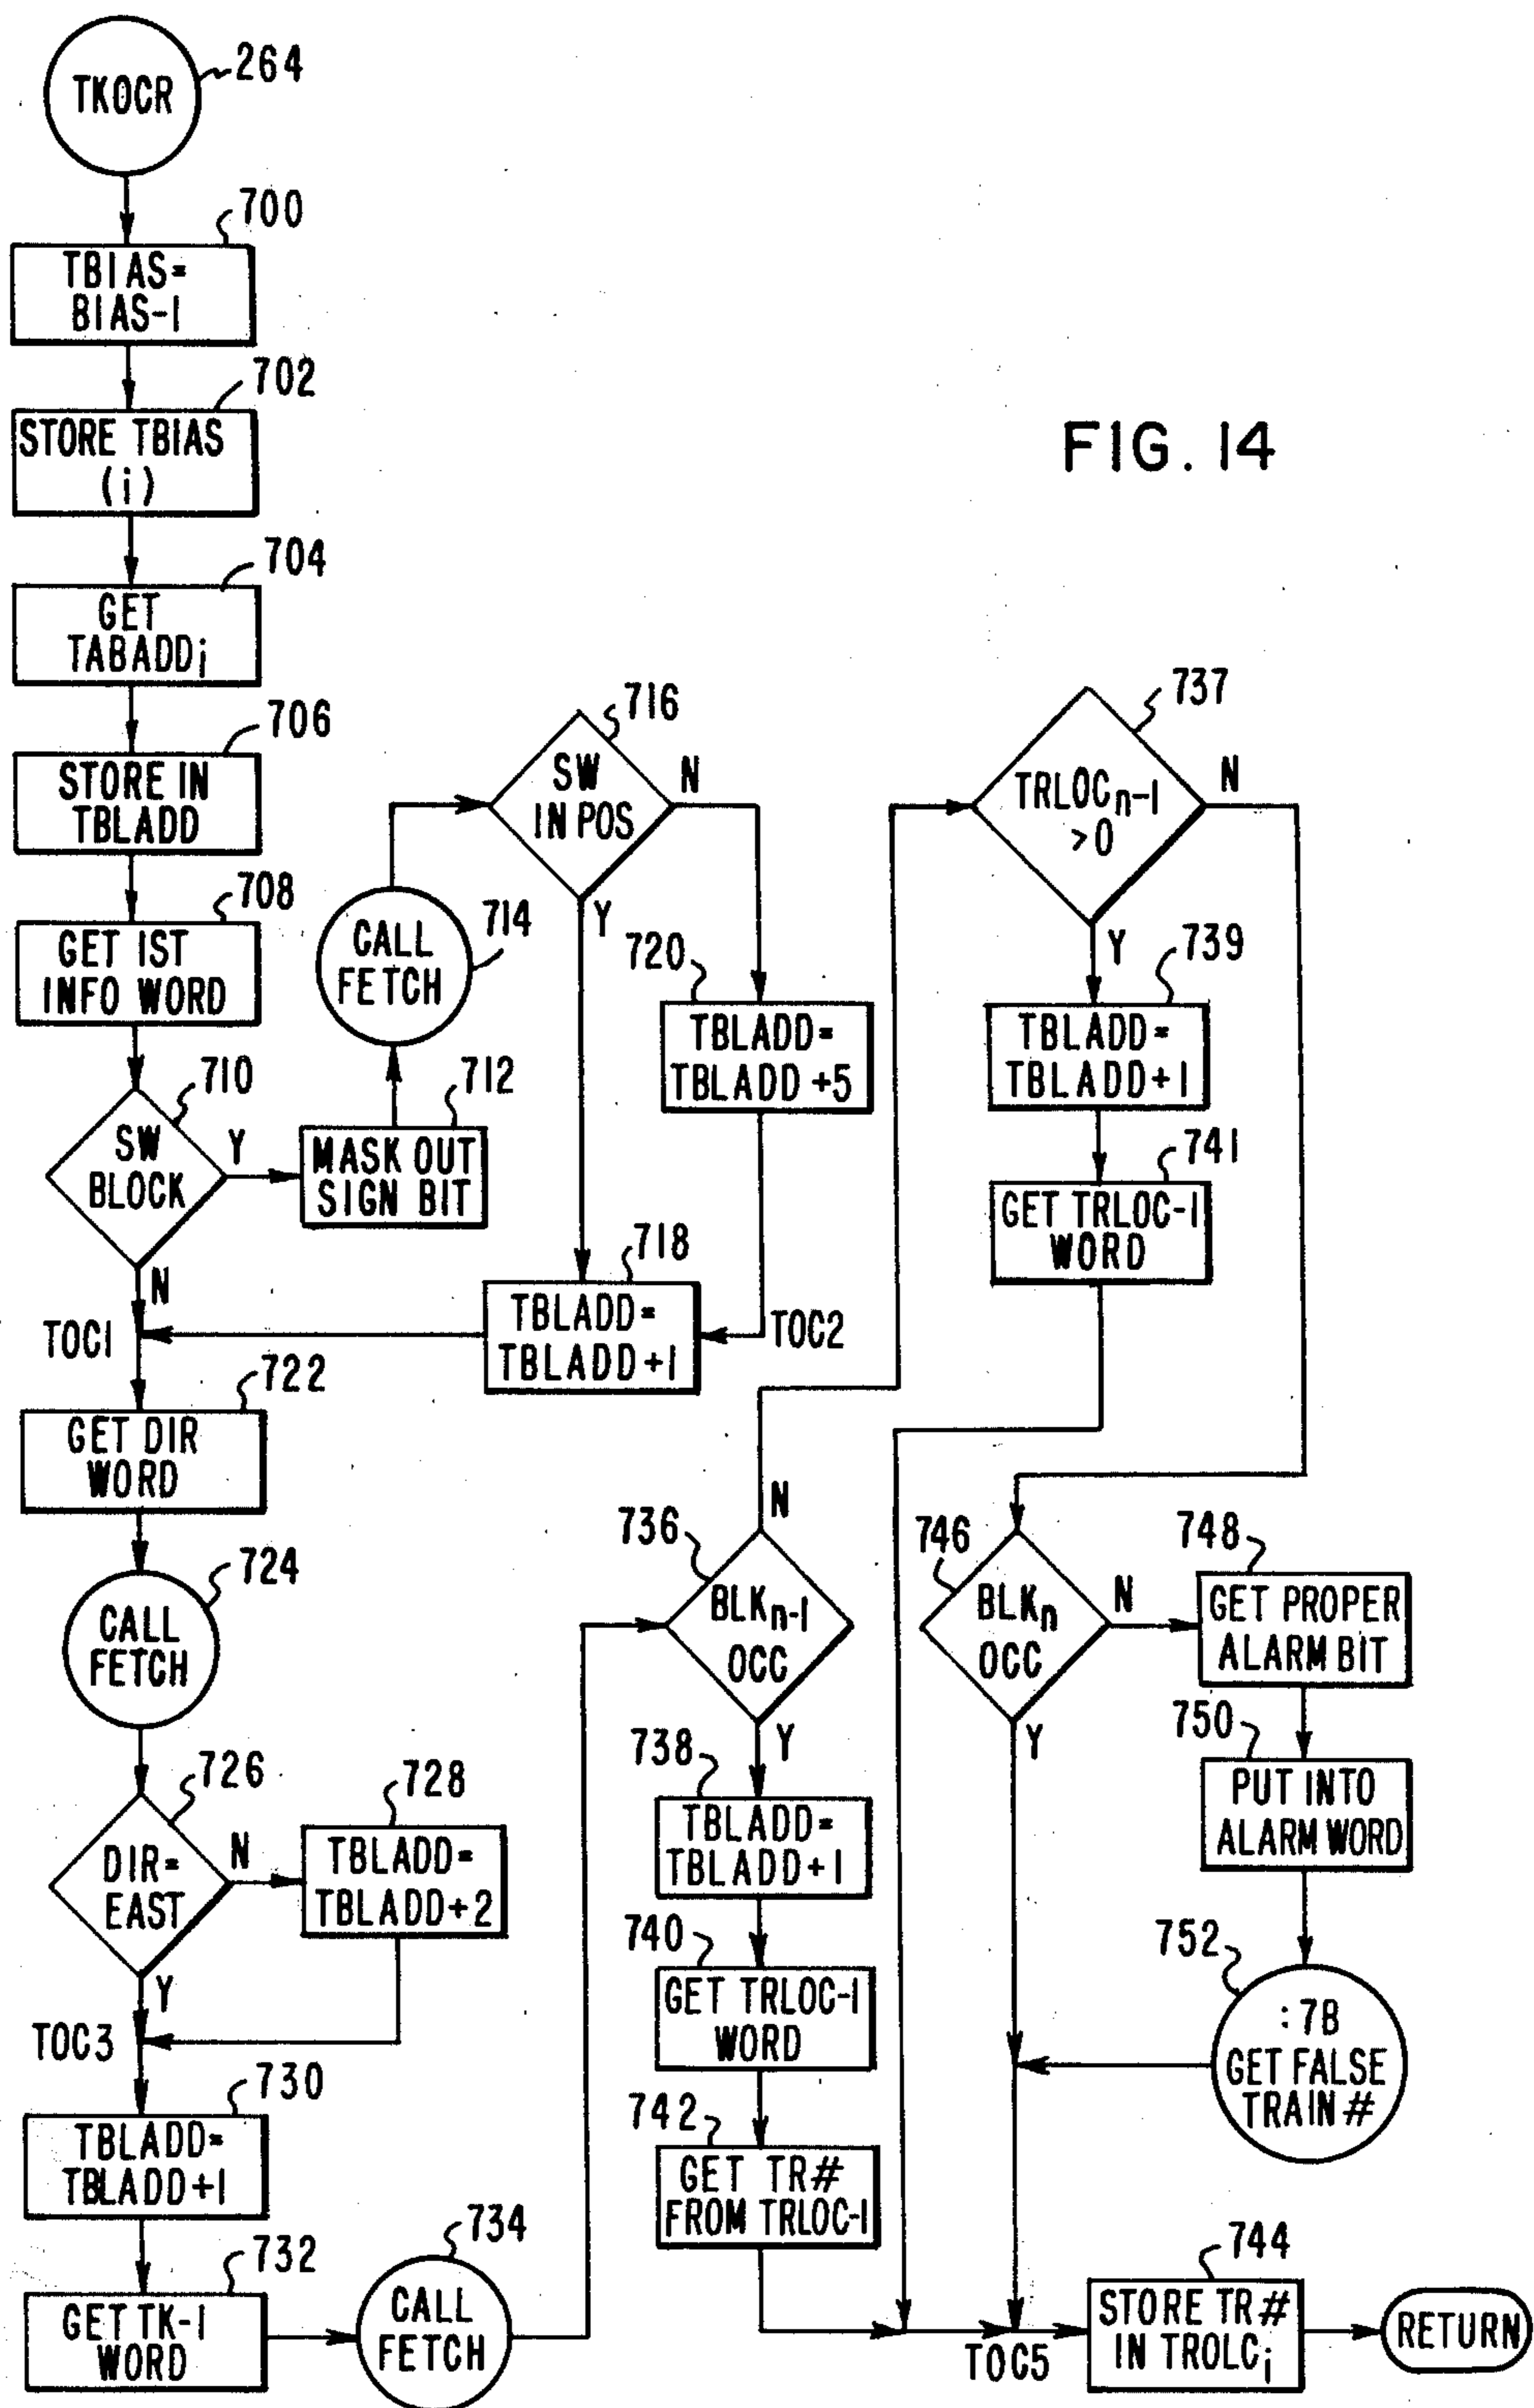 TKOCR
264
700
TBIAS=
BIAS-1
702
STORE TBIAS
(i)
FIG. 14
704
GET
TABADDi
706
STORE IN
TBLADD
708
GET IST
INFO WORD
710
SW
BLOCK
Y
N
712
MASK OUT
SIGN BIT
714
CALL
FETCH
716
SW
IN POS
N
Y
720
TBLADD=
TBLADD+5
718
TBLADD=
TBLADD+1
TOC2
TOC1
722
GET DIR
WORD
724
CALL
FETCH
726
DIR=
EAST
N
Y
728
TBLADD=
TBLADD+2
TOC3
730
TBLADD=
TBLADD+1
732
GET TK-1
WORD
734
CALL
FETCH
736
BLKn-1
OCC
N
Y
738
TBLADD=
TBLADD+1
740
GET TRLOC-1
WORD
742
GET TR#
FROM TRLOC-1
737
TRLOCn-1
>0
N
Y
739
TBLADD=
TBLADD+1
741
GET TRLOC-1
WORD
746
BLKn
OCC
N
Y
748
GET PROPER
ALARM BIT
750
PUT INTO
ALARM WORD
752
:7B
GET FALSE
TRAIN #
TOC5
744
STORE TR#
IN TROLCi
RETURN